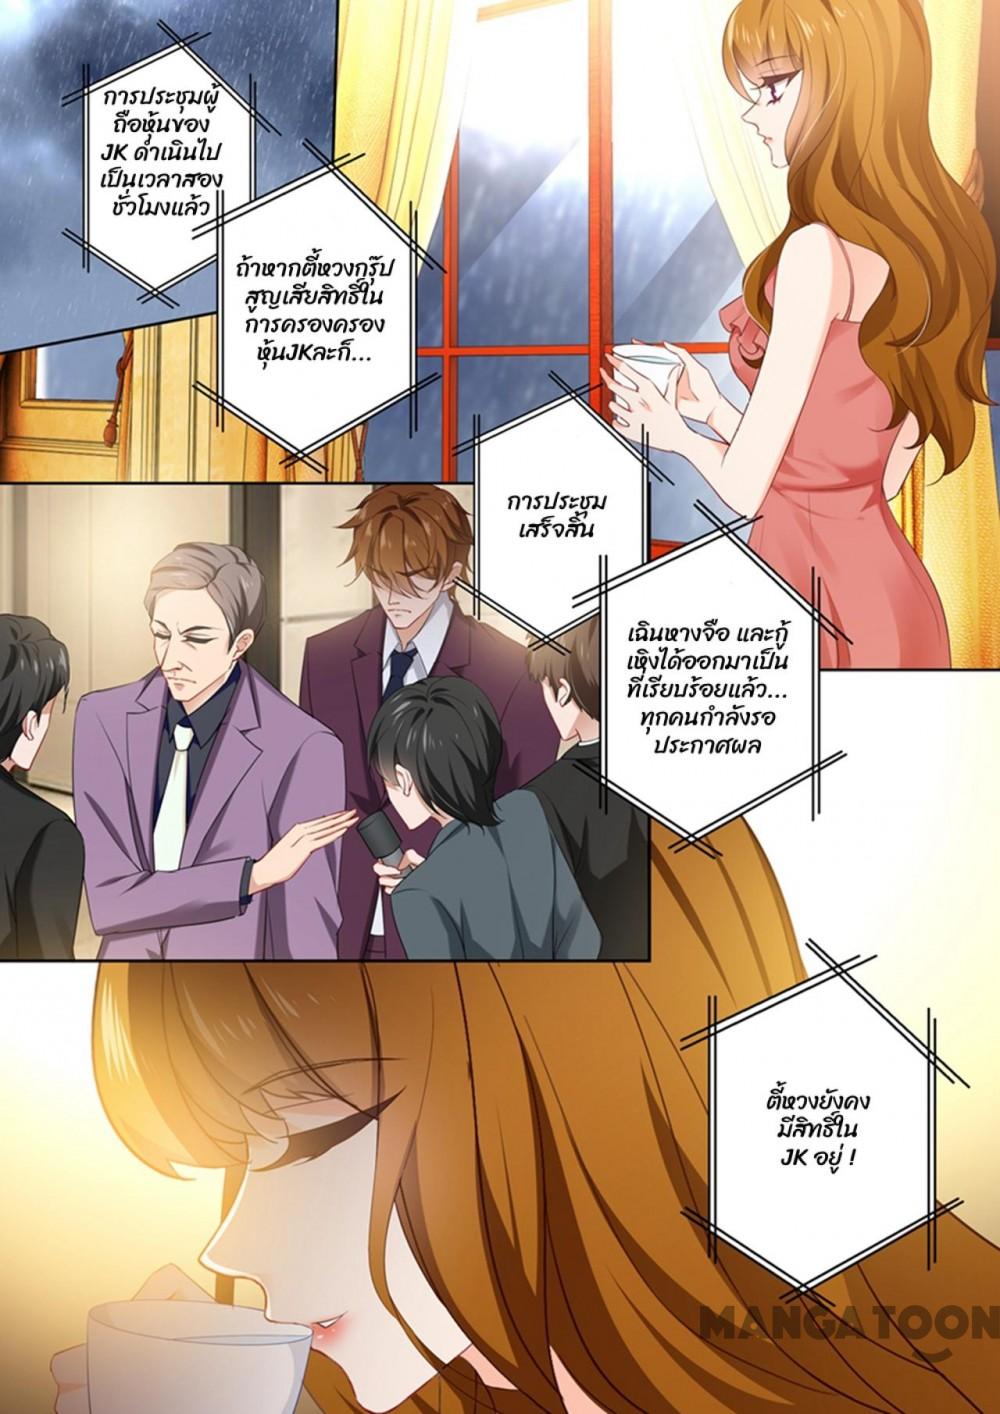 การประชุมผู้
ถือหุ้นของ
JK ดำเนินไป
เป็นเวลาสอง
ชั่วโมงแล้ว
ถ้าหากตี้หวงกรุ๊ป
สูญเสียสิทธิ์ใน
การครองครอง
หุ้นJKละก็...
การประชุม
เสร็จสิ้น
เฉินหางจือ และกู้
เหิงได้ออกมาเป็น
ที่เรียบร้อยแล้ว...
ทุกคนกำลังรอ
ประกาศผล
ตี้หวงยังคง
มีสิทธิ์ใน
JK อยู่ !
MANGATOON